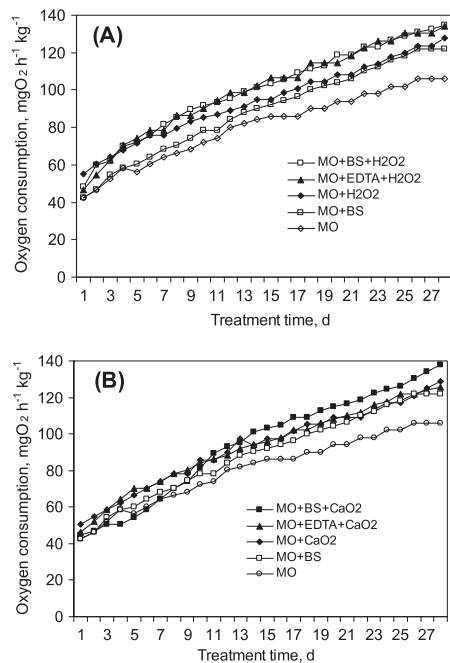 (A)
Oxygen consumption, mgO2 h-1 kg-1
140
120
100
80
60
40
20
0
MO+BS+H2O2
MO+EDTA+H2O2
MO+H2O2
MO+BS
MO
1 3 5 7 9 11 13 15 17 19 21 23 25 27
Treatment time, d
(B)
Oxygen consumption, mgO2 h-1 kg-1
140
120
100
80
60
40
20
0
MO+BS+CaO2
MO+EDTA+CaO2
MO+CaO2
MO+BS
MO
1 3 5 7 9 11 13 15 17 19 21 23 25 27
Treatment time, d